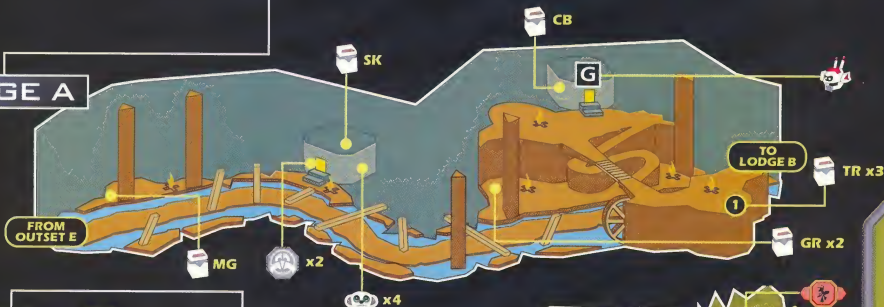 CB
SK
G
GE A
TO
LODGE B
TR x3
1
FROM
OUTSET E
MG
x2
GR x2
x4